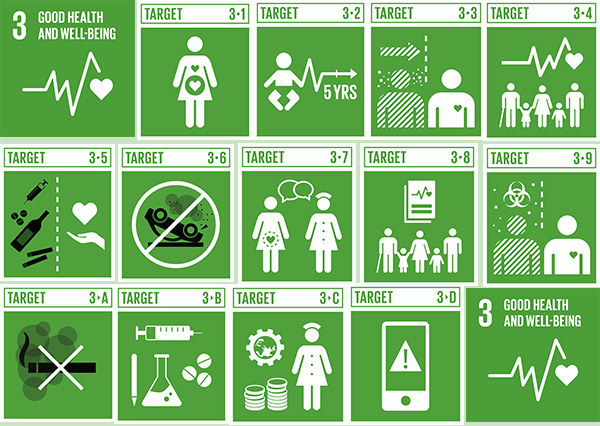 3 GOOD HEALTH
AND WELL-BEING
TARGET 3·1
TARGET 3·2
5 YRS
TARGET 3·3
TARGET 3·4
TARGET 3·5
TARGET 3·6
TARGET 3·7
TARGET 3·8
TARGET 3·9
TARGET 3·A
TARGET 3·B
TARGET 3·C
TARGET 3·D
3 GOOD HEALTH
AND WELL-BEING